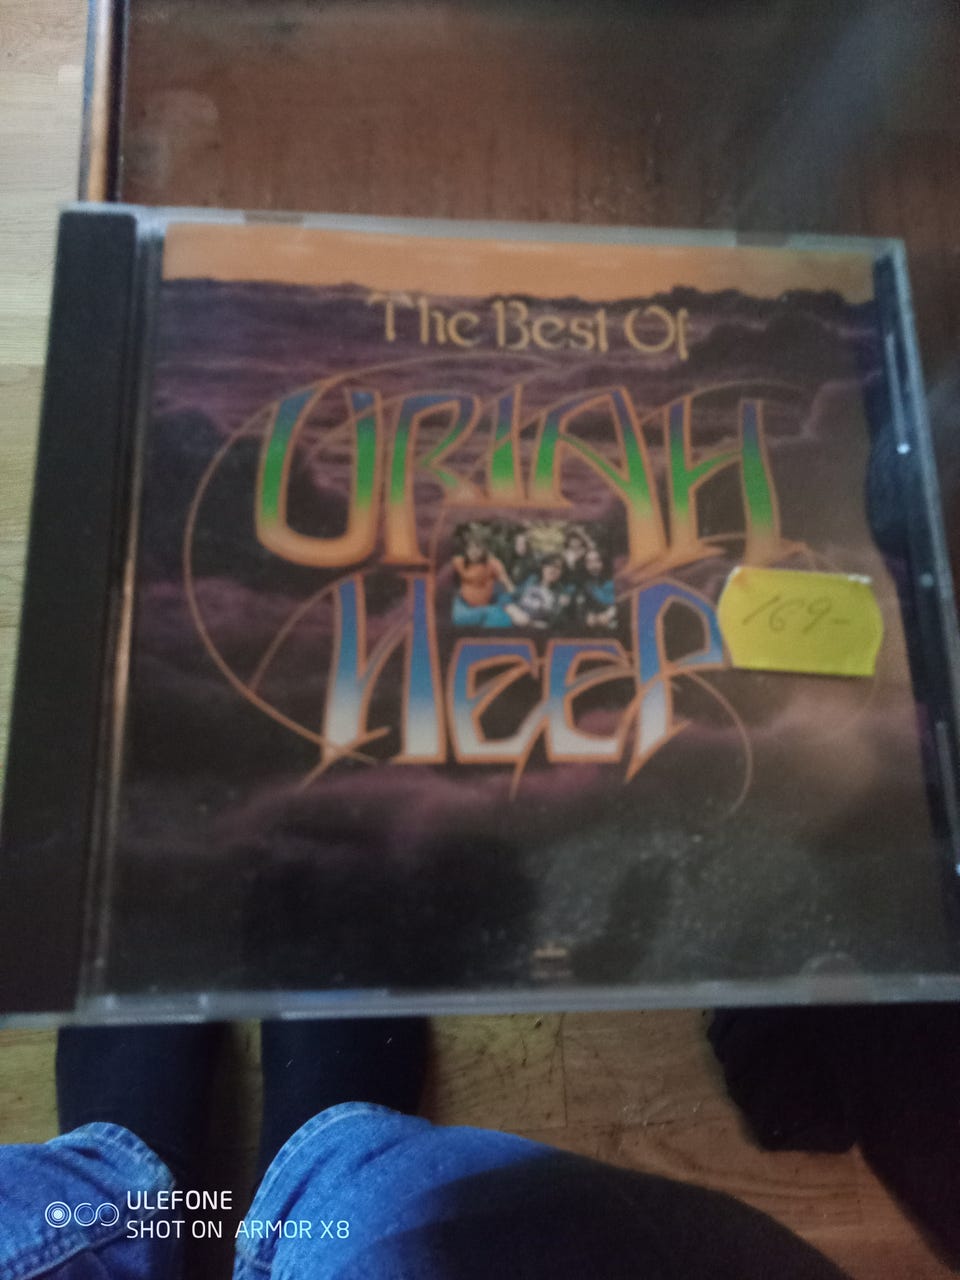 The Best Of
URIAH
HEEP
169-
ULEFONE
SHOT ON ARMOR X8